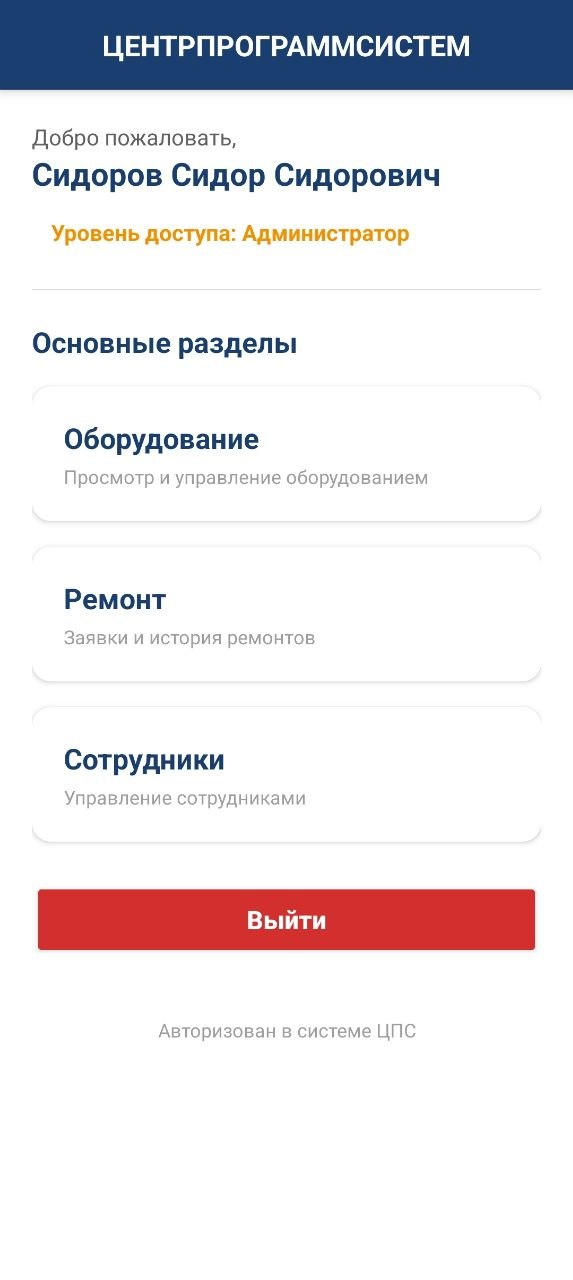 ЦЕНТРПРОГРАММСИСТЕМ
Добро пожаловать,
Сидоров Сидор Сидорович
Уровень доступа: Администратор
Основные разделы
Оборудование
Просмотр и управление оборудованием
Ремонт
Заявки и история ремонтов
Сотрудники
Управление сотрудниками
Выйти
Авторизован в системе ЦПС